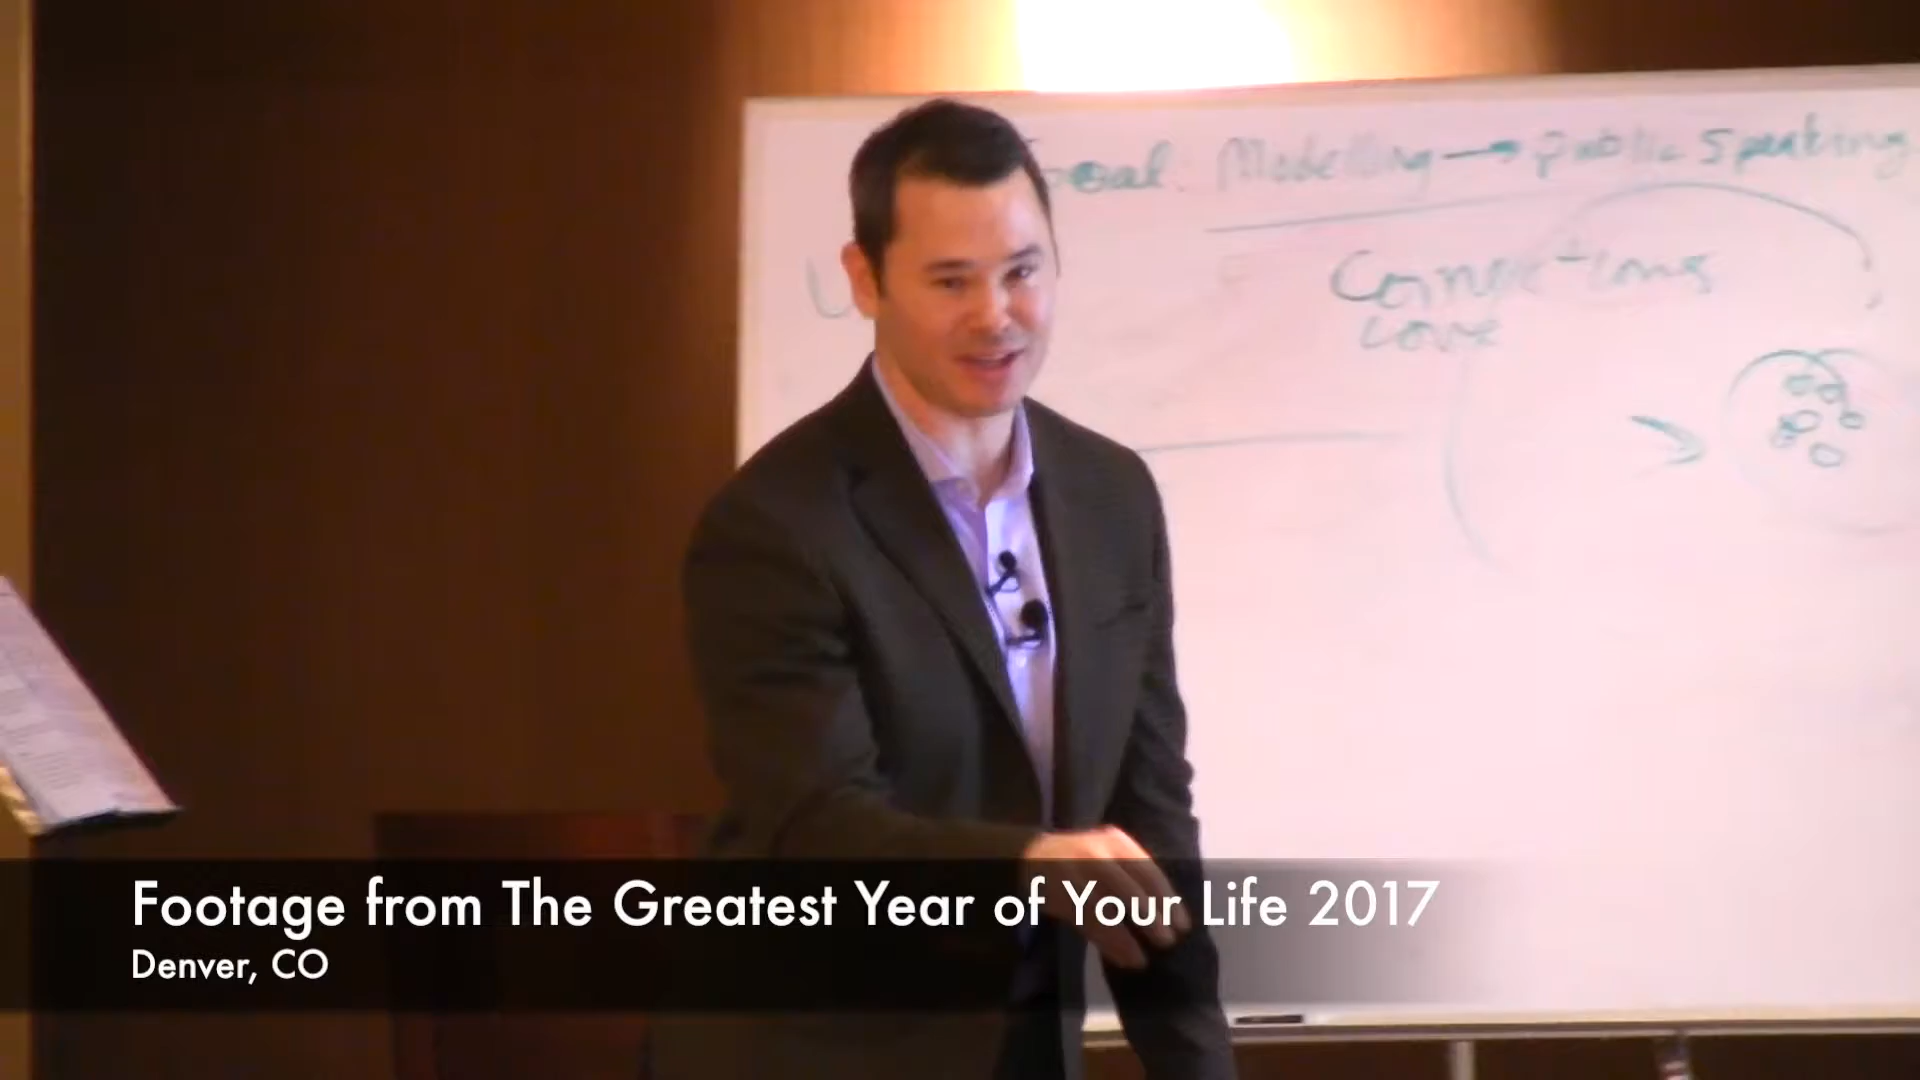 Goal: Modelling → Public Speaking
Connections
Love
Footage from The Greatest Year of Your Life 2017
Denver, CO